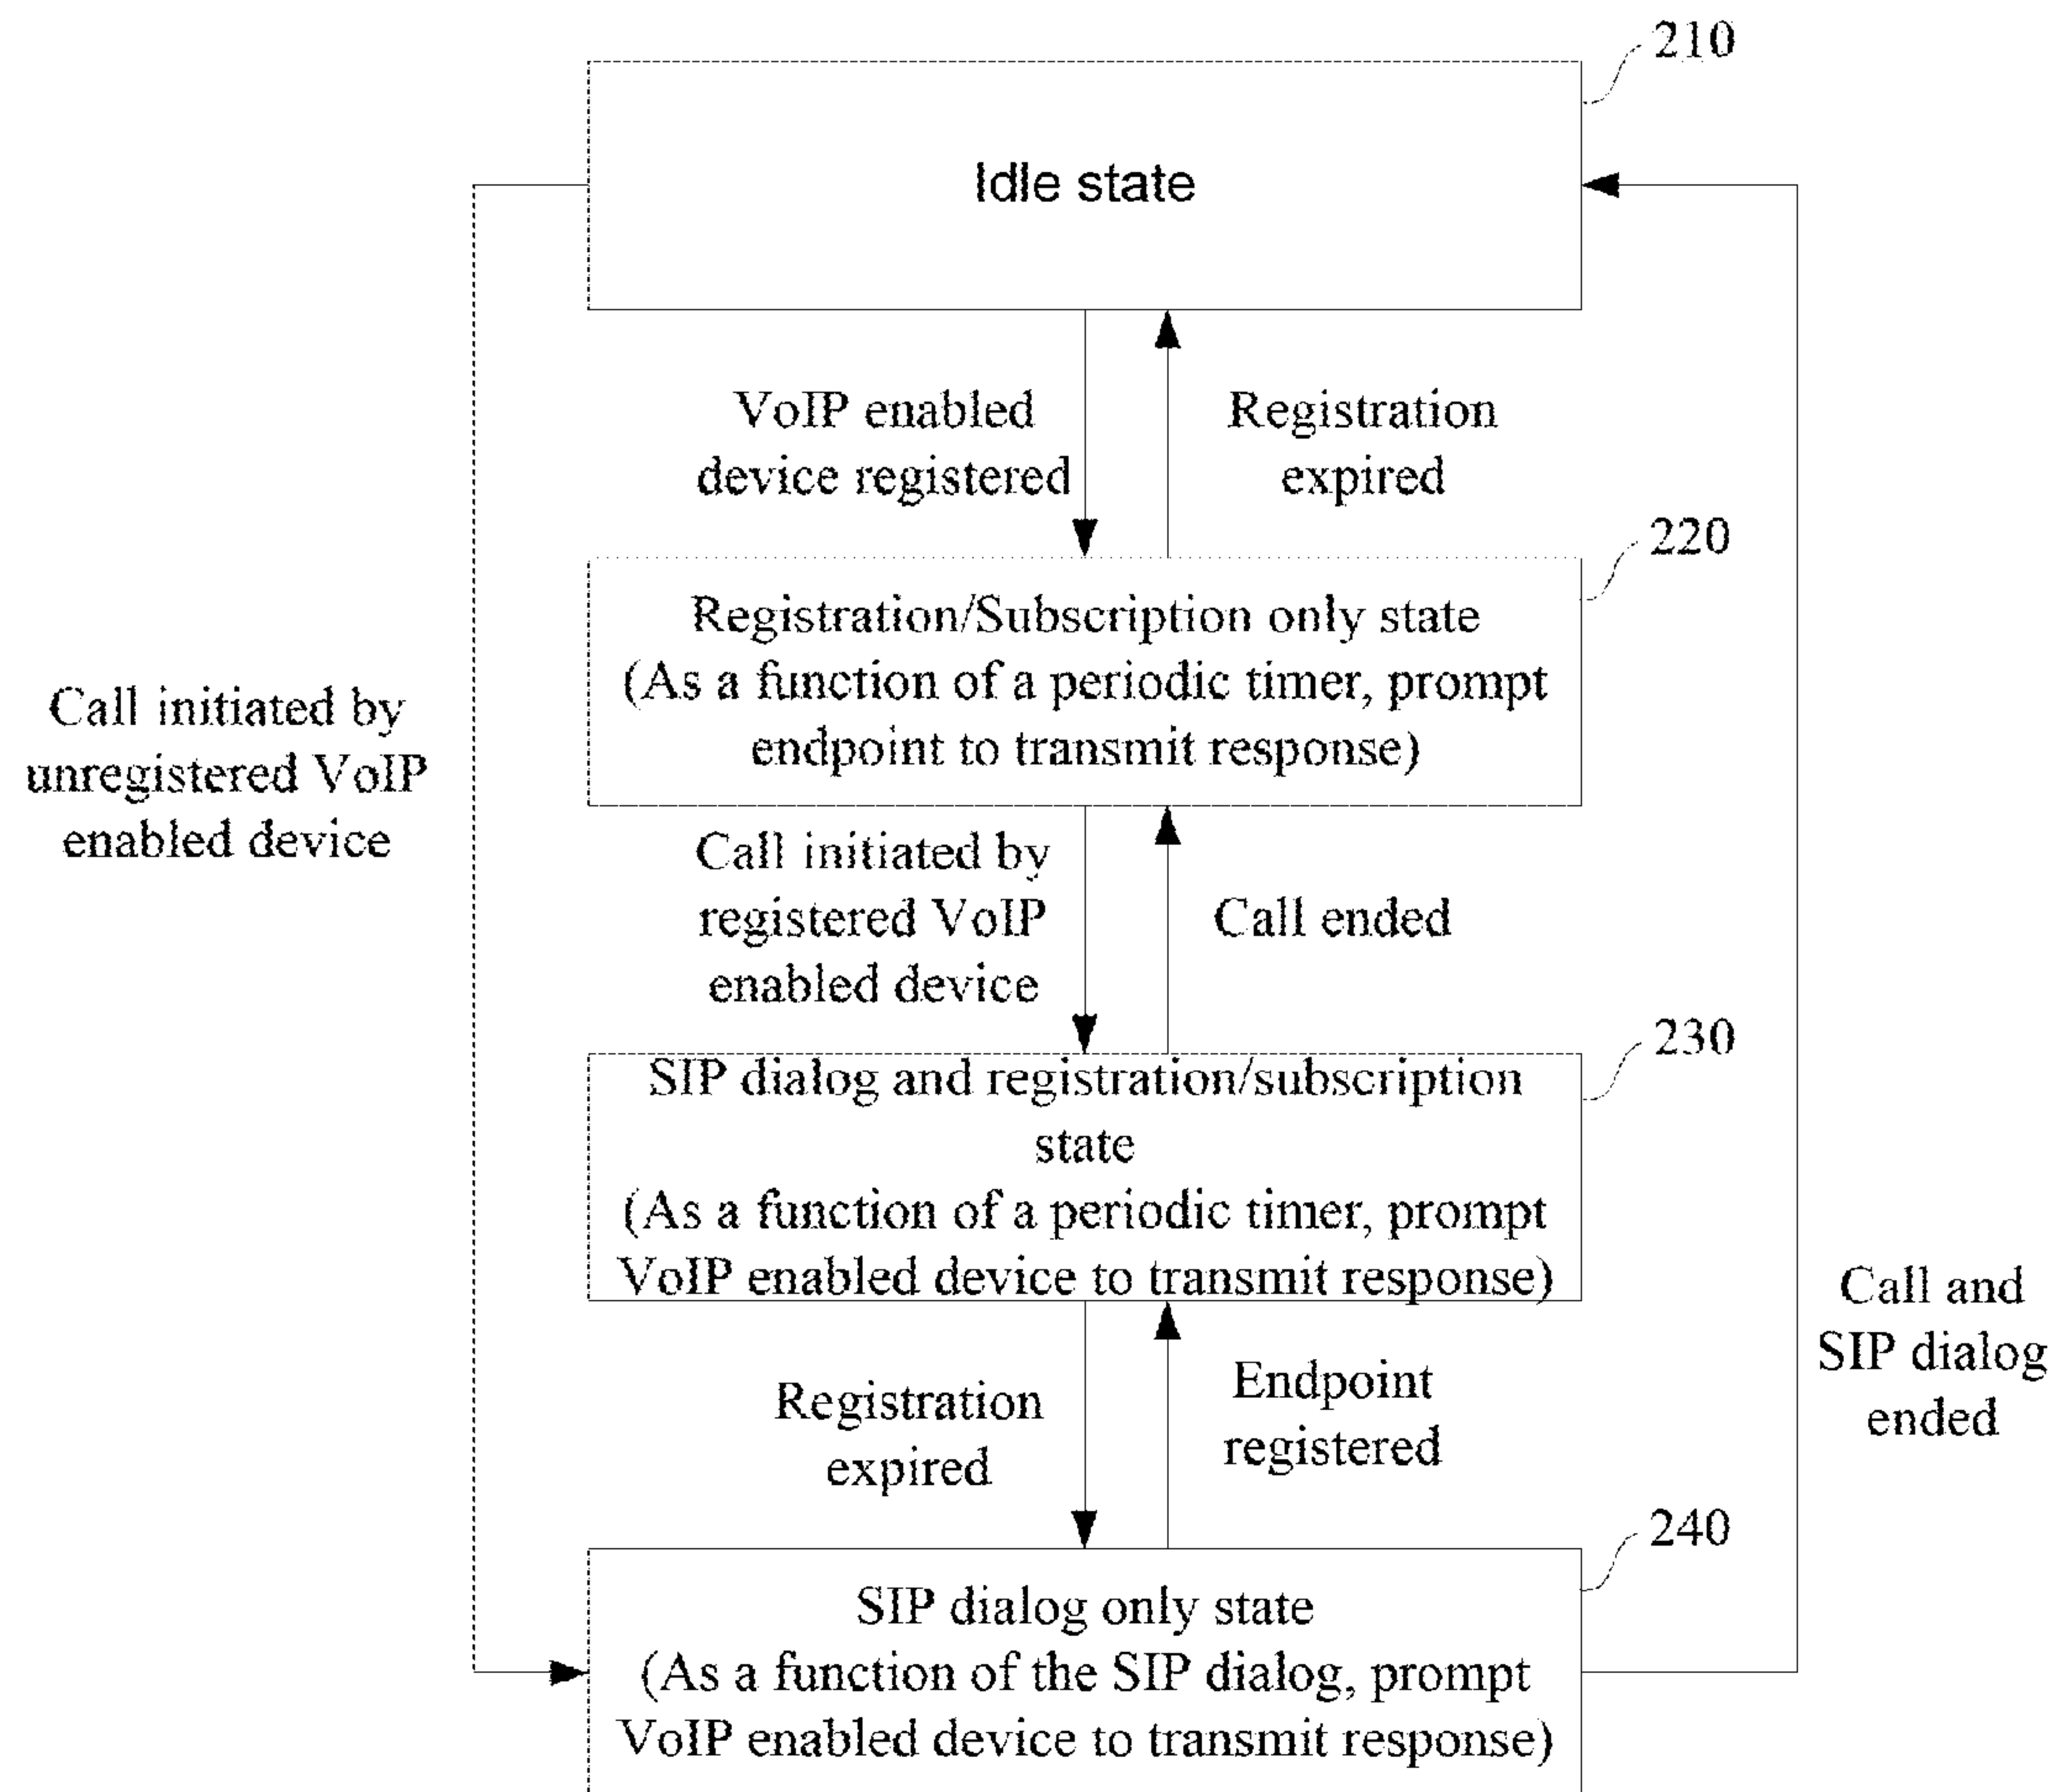 210
Idle state
VoIP enabled
device registered
Registration
expired
220
Registration/Subscription only state
(As a function of a periodic timer, prompt
endpoint to transmit response)
Call initiated by
unregistered VoIP
enabled device
Call initiated by
registered VoIP
enabled device
Call ended
230
SIP dialog and registration/subscription
state
(As a function of a periodic timer, prompt
VoIP enabled device to transmit response)
Call and
SIP dialog
ended
Registration
expired
Endpoint
registered
240
SIP dialog only state
(As a function of the SIP dialog, prompt
VoIP enabled device to transmit response)